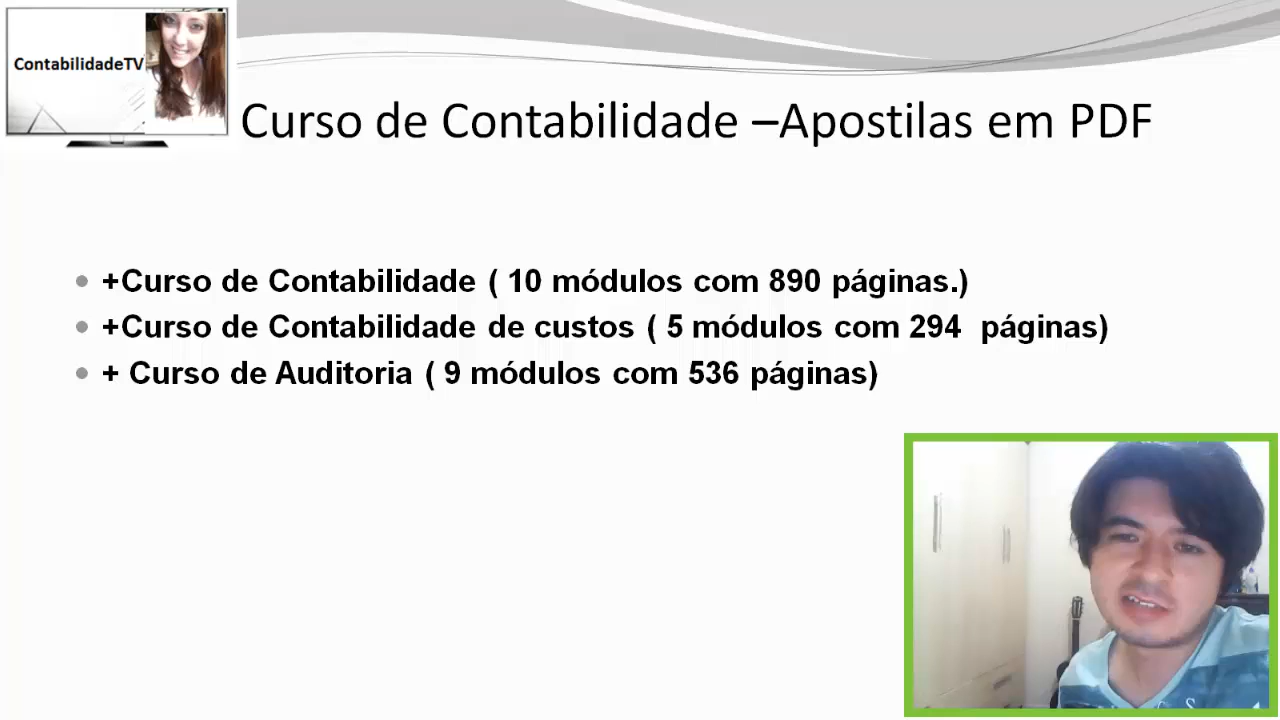 ContabilidadeTV
Curso de Contabilidade –Apostilas em PDF
+Curso de Contabilidade ( 10 módulos com 890 páginas.)
+Curso de Contabilidade de custos ( 5 módulos com 294 páginas)
+ Curso de Auditoria ( 9 módulos com 536 páginas)